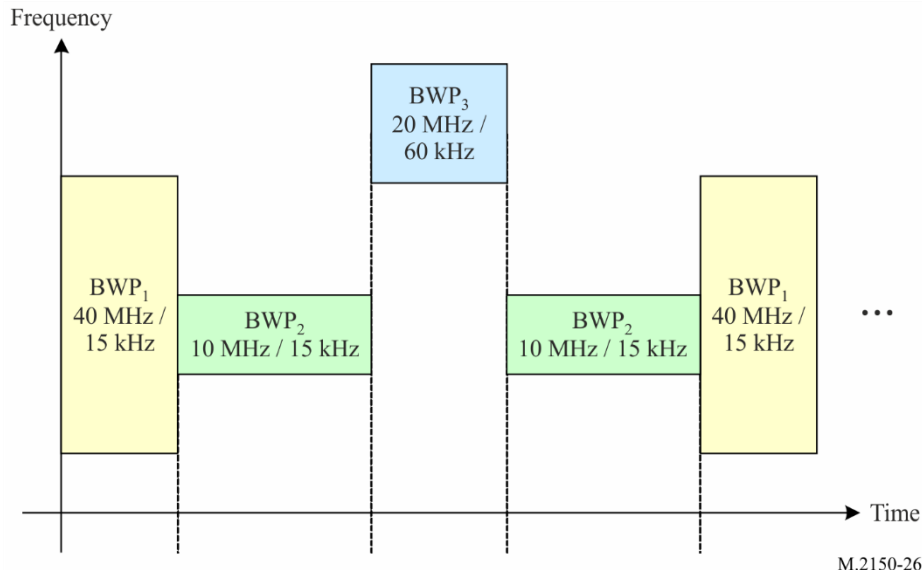 Frequency
BWP3
20 MHz /
60 kHz
BWP1
40 MHz /
15 kHz
BWP2
10 MHz / 15 kHz
BWP2
10 MHz / 15 kHz
BWP1
40 MHz /
15 kHz
...
Time
M.2150-26